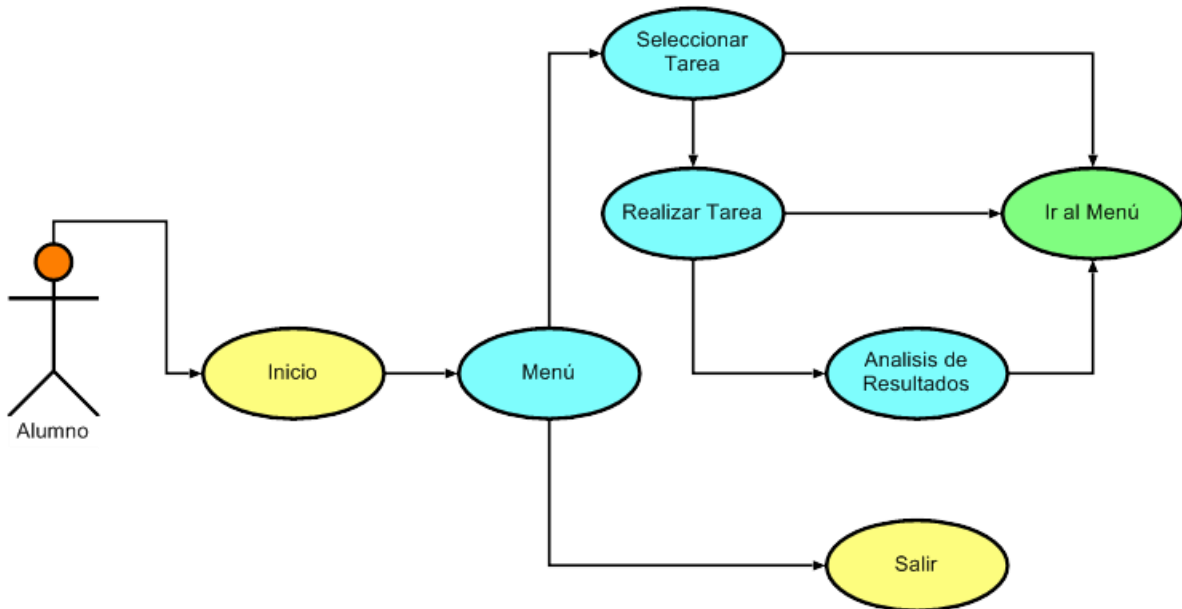 Seleccionar
Tarea
Realizar Tarea
Ir al Menú
Inicio
Menú
Analisis de
Resultados
Alumno
Salir